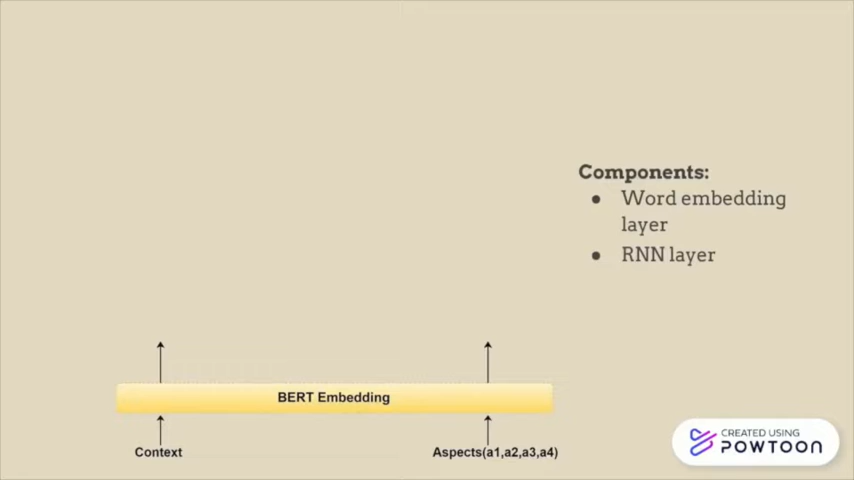 Components:
● Word embedding
layer
● RNN layer
BERT Embedding
Context
Aspects(a1,a2,a3,a4)
CREATED USING
POWTOON